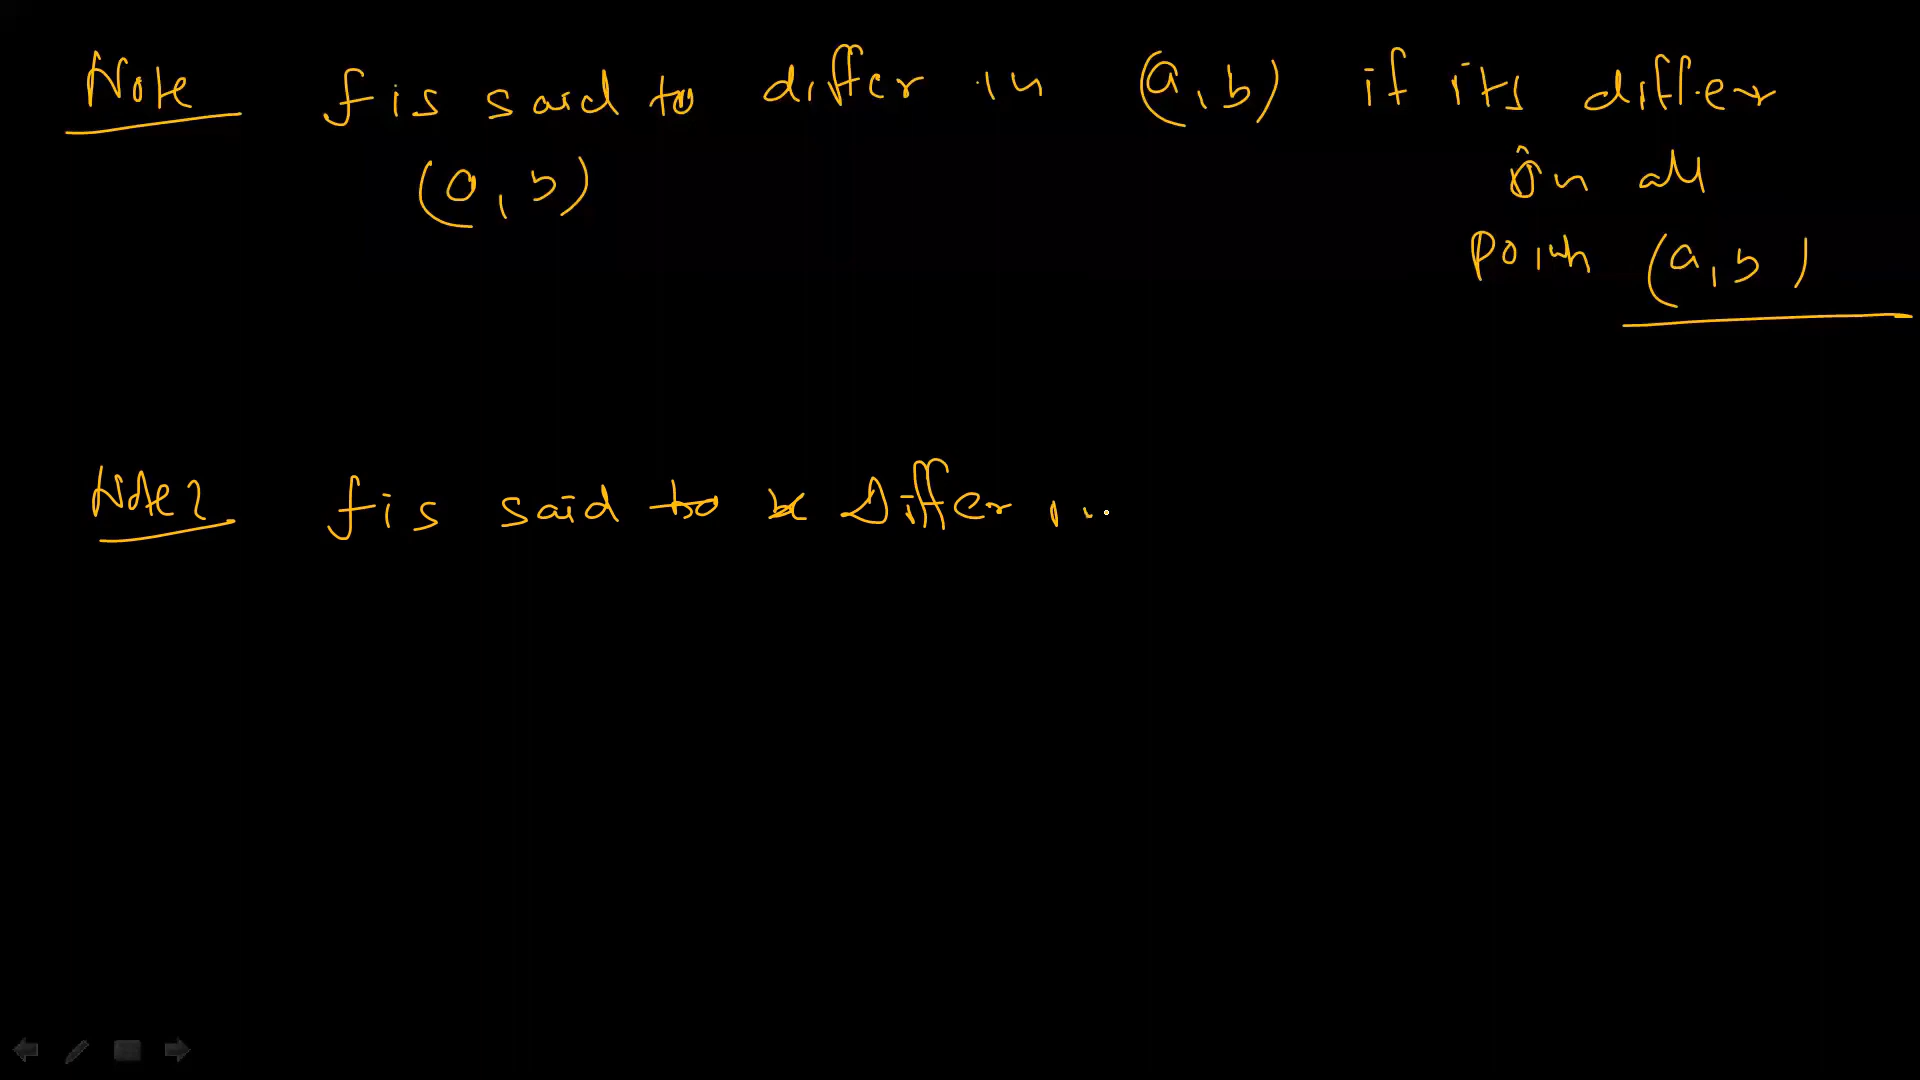 Note f is said to differ in (a,b) if its differ
(a,b) on all
point (a,b)
Note 2 f is said to be Differ i